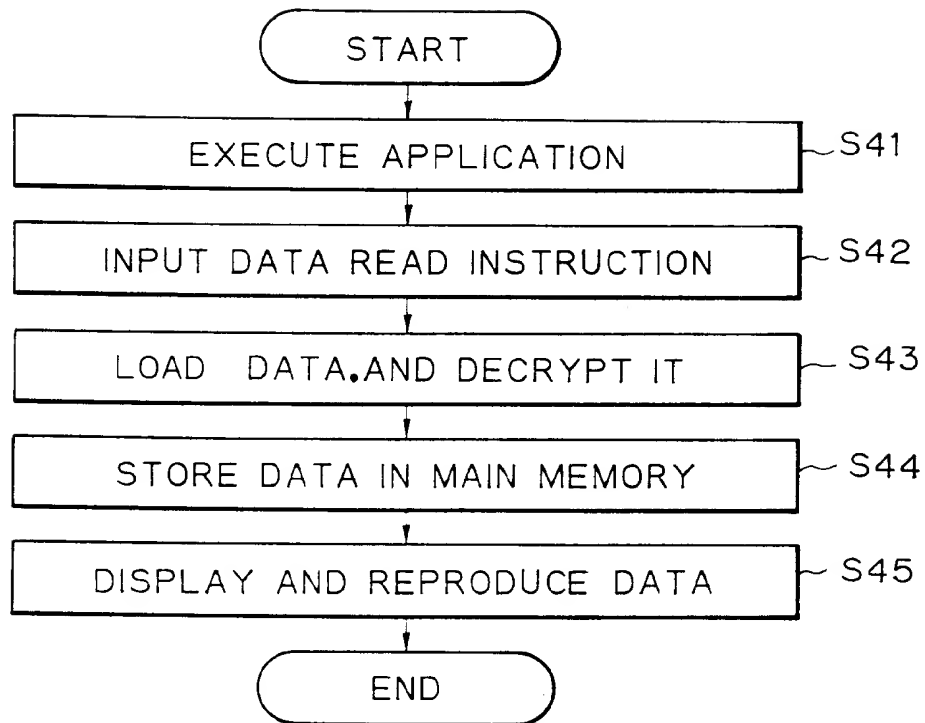 START
EXECUTE APPLICATION S41
INPUT DATA READ INSTRUCTION S42
LOAD DATA.AND DECRYPT IT S43
STORE DATA IN MAIN MEMORY S44
DISPLAY AND REPRODUCE DATA S45
END